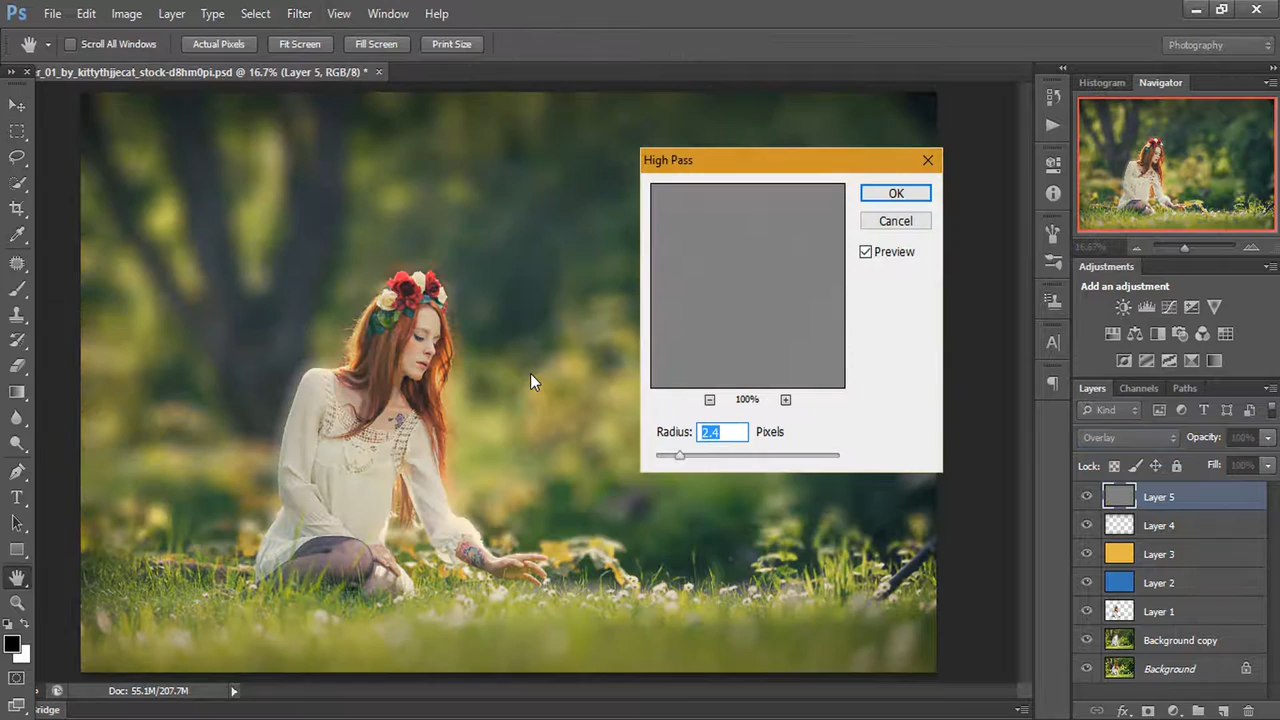 Ps File Edit Image Layer Type Select Filter View Window Help
Scroll All Windows Actual Pixels Fit Screen Fill Screen Print Size Photography
er_01_by_kittythjjecat_stock-d8hm0pi.psd @ 16.7% (Layer 5, RGB/8) *
Histogram Navigator
High Pass
OK
Cancel
Preview
100%
Radius: 2.4 Pixels
16.67%
Adjustments
Add an adjustment
Layers Channels Paths
Kind
Overlay Opacity: 100%
Lock: Fill: 100%
Layer 5
Layer 4
Layer 3
Layer 2
Layer 1
Background copy
Background
Doc: 55.1M/207.7M
Bridge